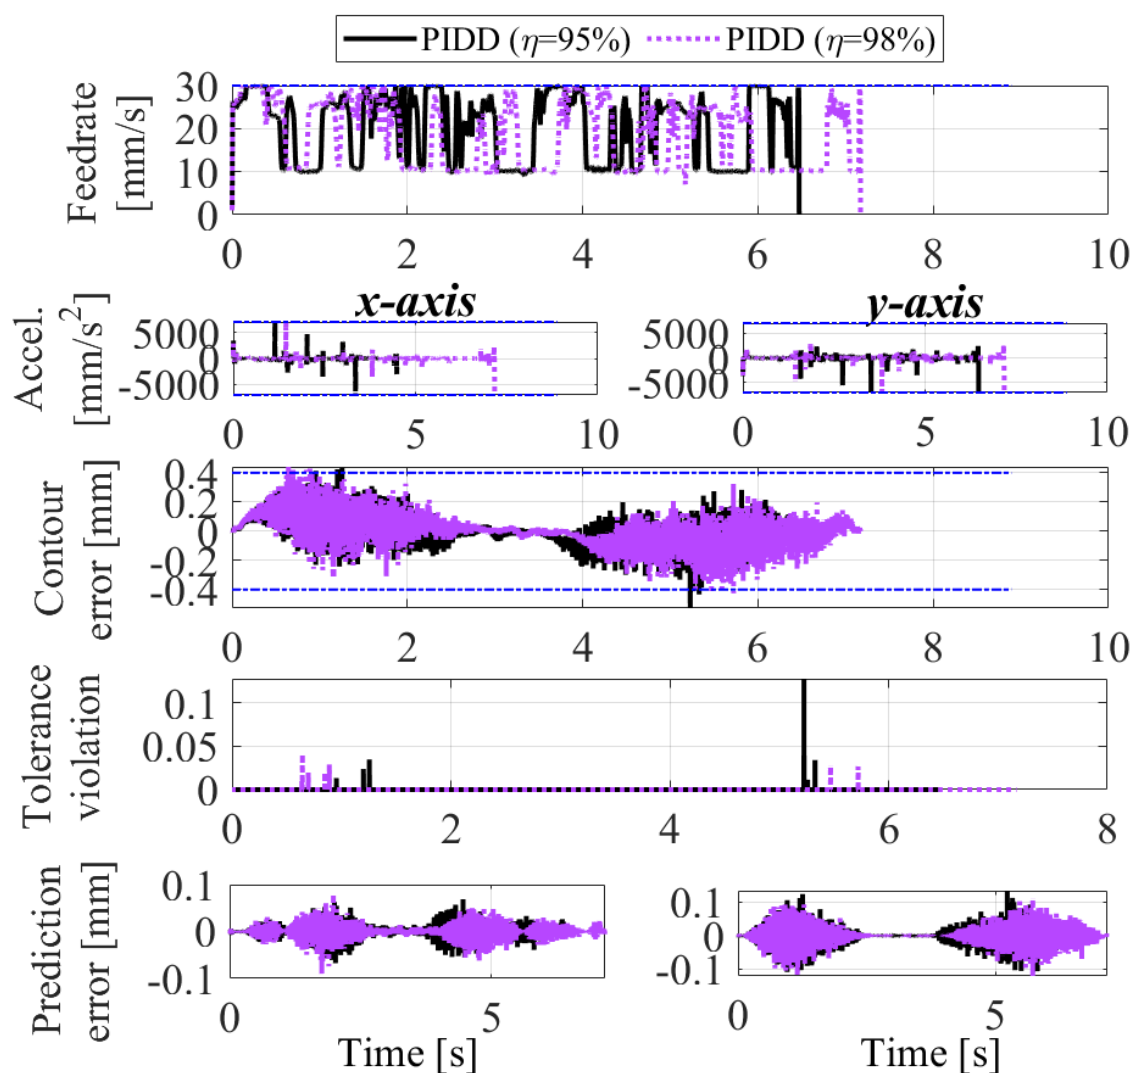 PIDD (η=95%) PIDD (η=98%)
Feedrate
[mm/s]
30
20
10
0
0 2 4 6 8 10
x-axis y-axis
Accel.
[mm/s²]
5000
0
-5000
0 5 10
5000
0
-5000
0 5 10
Contour
error [mm]
0.4
0.2
0
-0.2
-0.4
0 2 4 6 8 10
Tolerance
violation
0.1
0.05
0
0 2 4 6 8
Prediction
error [mm]
0.1
0
-0.1
0 5
Time [s]
0.1
0
-0.1
0 5
Time [s]